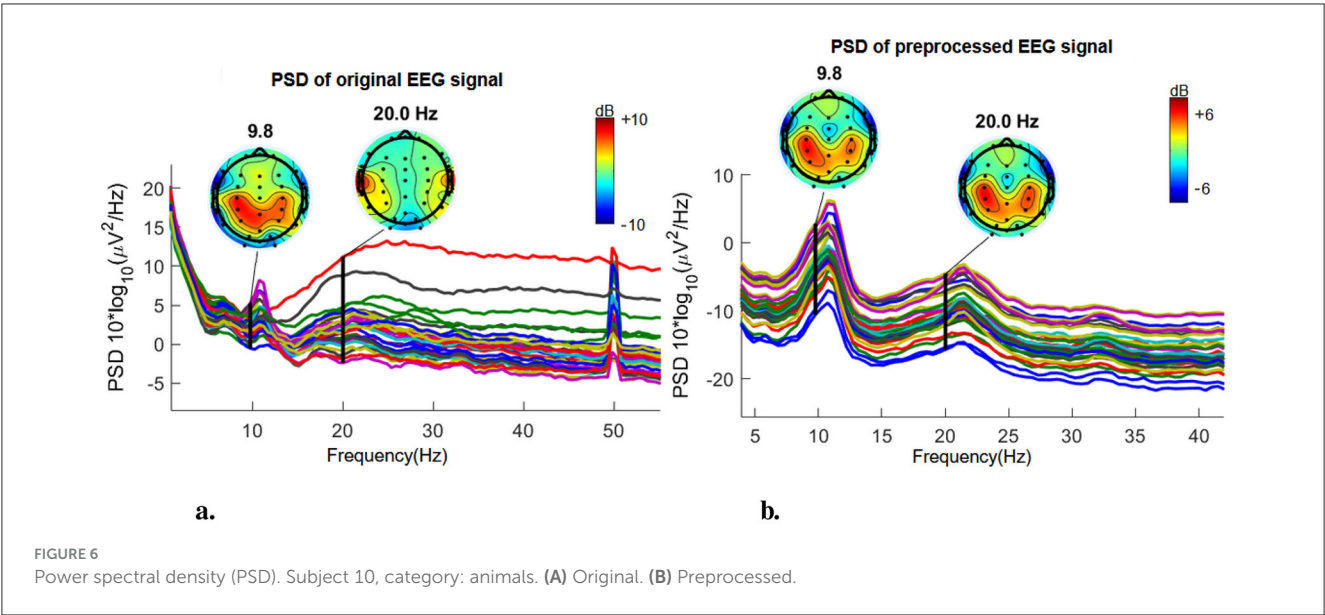 PSD of original EEG signal
9.8
20.0 Hz
dB
+10
-10
PSD 10*log10(μV²/Hz)
20
15
10
5
0
-5
10
20
30
40
50
Frequency(Hz)
a.
PSD of preprocessed EEG signal
9.8
20.0 Hz
dB
+6
-6
PSD 10*log10(μV²/Hz)
10
0
-10
-20
5
10
15
20
25
30
35
40
Frequency(Hz)
b.
FIGURE 6
Power spectral density (PSD). Subject 10, category: animals. (A) Original. (B) Preprocessed.